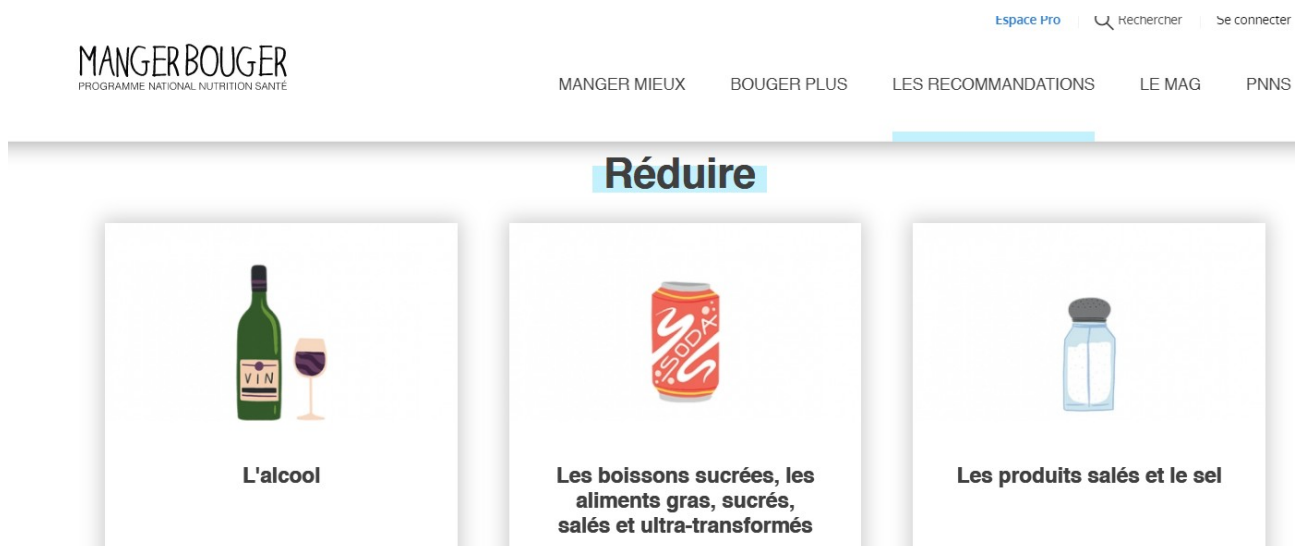 Espace Pro Rechercher Se connecter
MANGER BOUGER
PROGRAMME NATIONAL NUTRITION SANTÉ
MANGER MIEUX BOUGER PLUS LES RECOMMANDATIONS LE MAG PNNS
Réduire
VIN
SODA
L'alcool
Les boissons sucrées, les
aliments gras, sucrés,
salés et ultra-transformés
Les produits salés et le sel